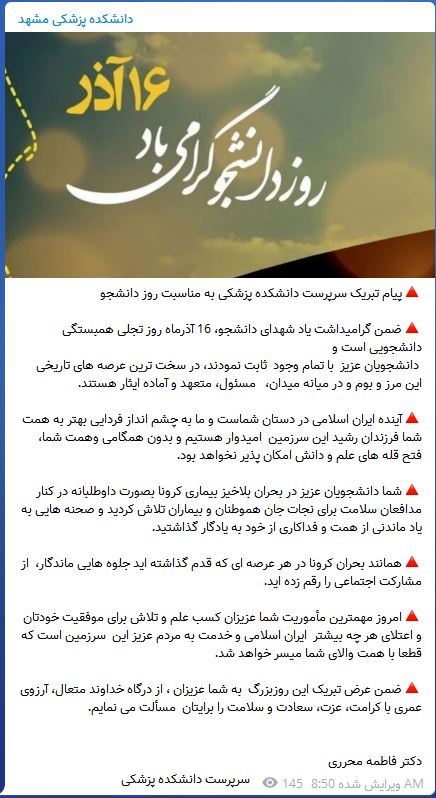 دانشکده پزشکی مشهد
۱۶ آذر
روز دانشجو گرامی باد
پیام تبریک سرپرست دانشکده پزشکی به مناسبت روز دانشجو
ضمن گرامیداشت یاد شهدای دانشجو، 16 آذرماه روز تجلی همبستگی
دانشجویی است و
دانشجویان عزیز با تمام وجود ثابت نمودند، در سخت ترین عرصه های تاریخی
این مرز و بوم و در میانه میدان، مسئول، متعهد و آماده ایثار هستند.
آینده ایران اسلامی در دستان شماست و ما به چشم انداز فردایی بهتر به همت
شما فرزندان رشید این سرزمین امیدوار هستیم و بدون همگامی وهمت شما،
فتح قله های علم و دانش امکان پذیر نخواهد بود.
شما دانشجویان عزیز در بحران بلاخیز بیماری کرونا بصورت داوطلبانه در کنار
مدافعان سلامت برای نجات جان هموطنان و بیماران تلاش کردید و صحنه هایی به
یاد ماندنی از همت و فداکاری از خود به یادگار گذاشتید.
همانند بحران کرونا در هر عرصه ای که قدم گذاشته اید جلوه هایی ماندگار، از
مشارکت اجتماعی را رقم زده اید.
امروز مهمترین مأموریت شما عزیزان کسب علم و تلاش برای موفقیت خودتان
و اعتلای هر چه بیشتر ایران اسلامی و خدمت به مردم عزیز این سرزمین است که
قطعا با همت والای شما میسر خواهد شد.
ضمن عرض تبریک این روزبزرگ به شما عزیزان ، از درگاه خداوند متعال، آرزوی
عمری با کرامت، عزت، سعادت و سلامت را برایتان مسألت می نمایم.
دکتر فاطمه محرری
سرپرست دانشکده پزشکی
145 ویرایش شده 8:50 AM